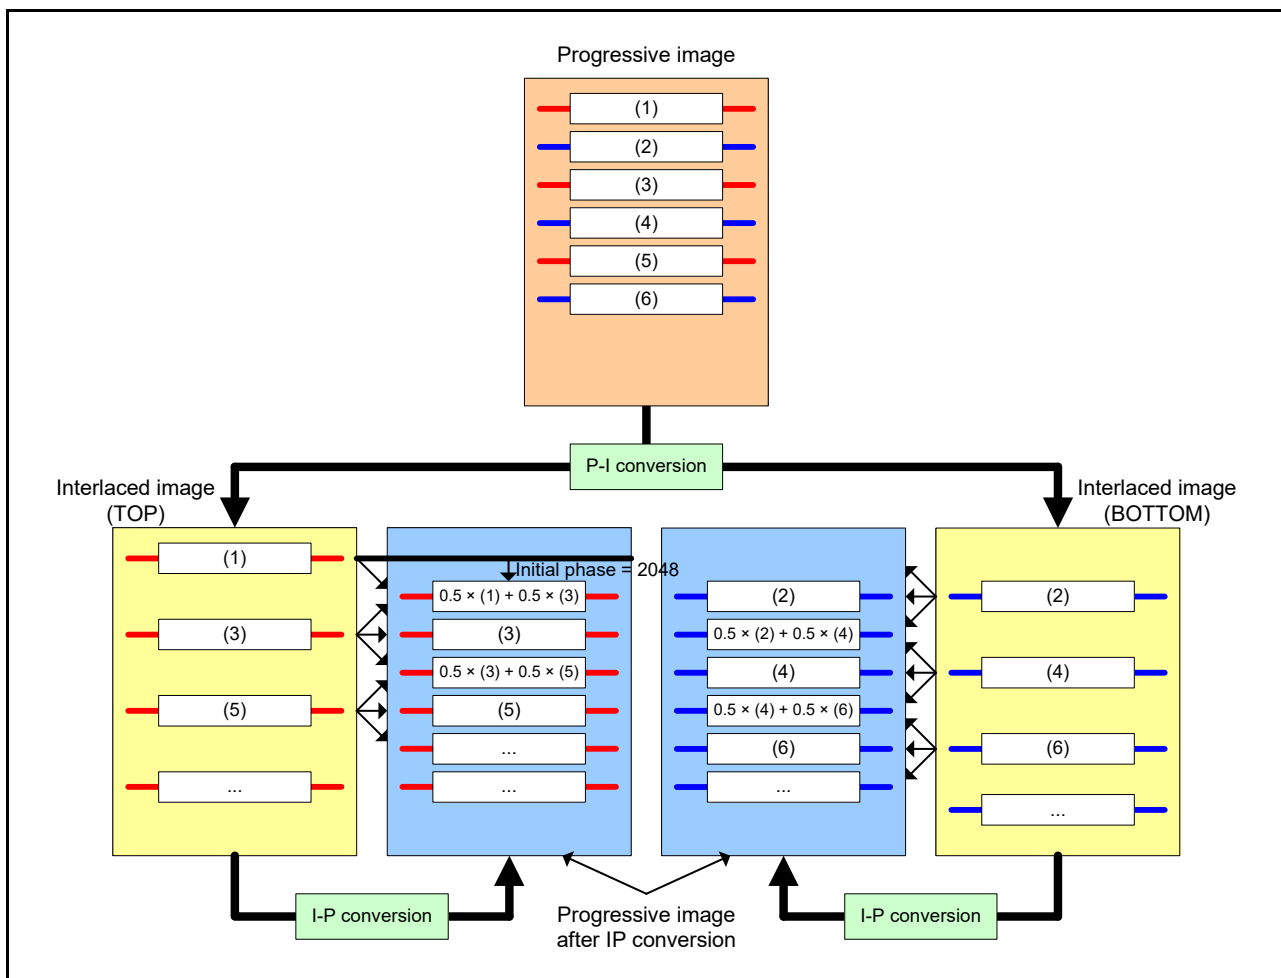 Progressive image
(1)
(2)
(3)
(4)
(5)
(6)
P-I conversion
Interlaced image
(TOP)
(1)
(3)
(5)
...
Initial phase = 2048
0.5 × (1) + 0.5 × (3)
(3)
0.5 × (3) + 0.5 × (5)
(5)
...
...
(2)
0.5 × (2) + 0.5 × (4)
(4)
0.5 × (4) + 0.5 × (6)
(6)
...
Interlaced image
(BOTTOM)
(2)
(4)
(6)
...
I-P conversion
Progressive image
after IP conversion
I-P conversion